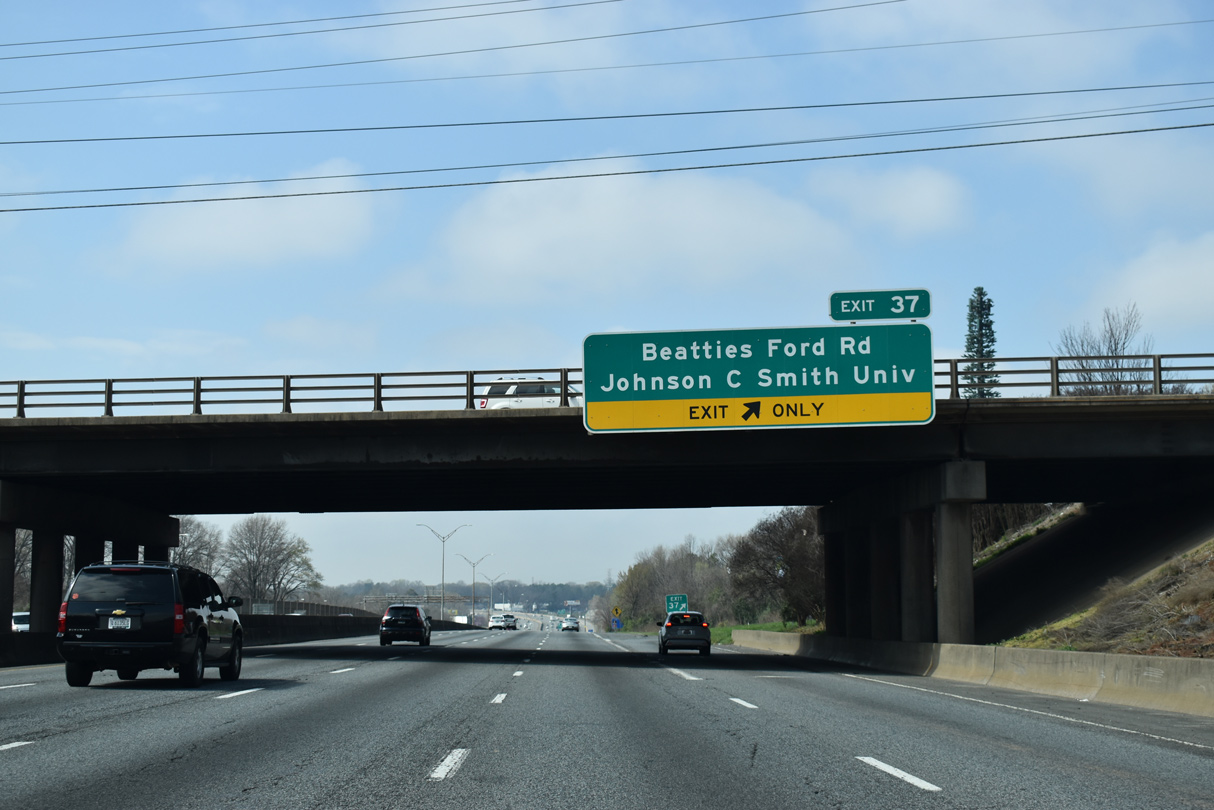 EXIT 37
Beatties Ford Rd
Johnson C Smith Univ
EXIT ONLY
EXIT
37